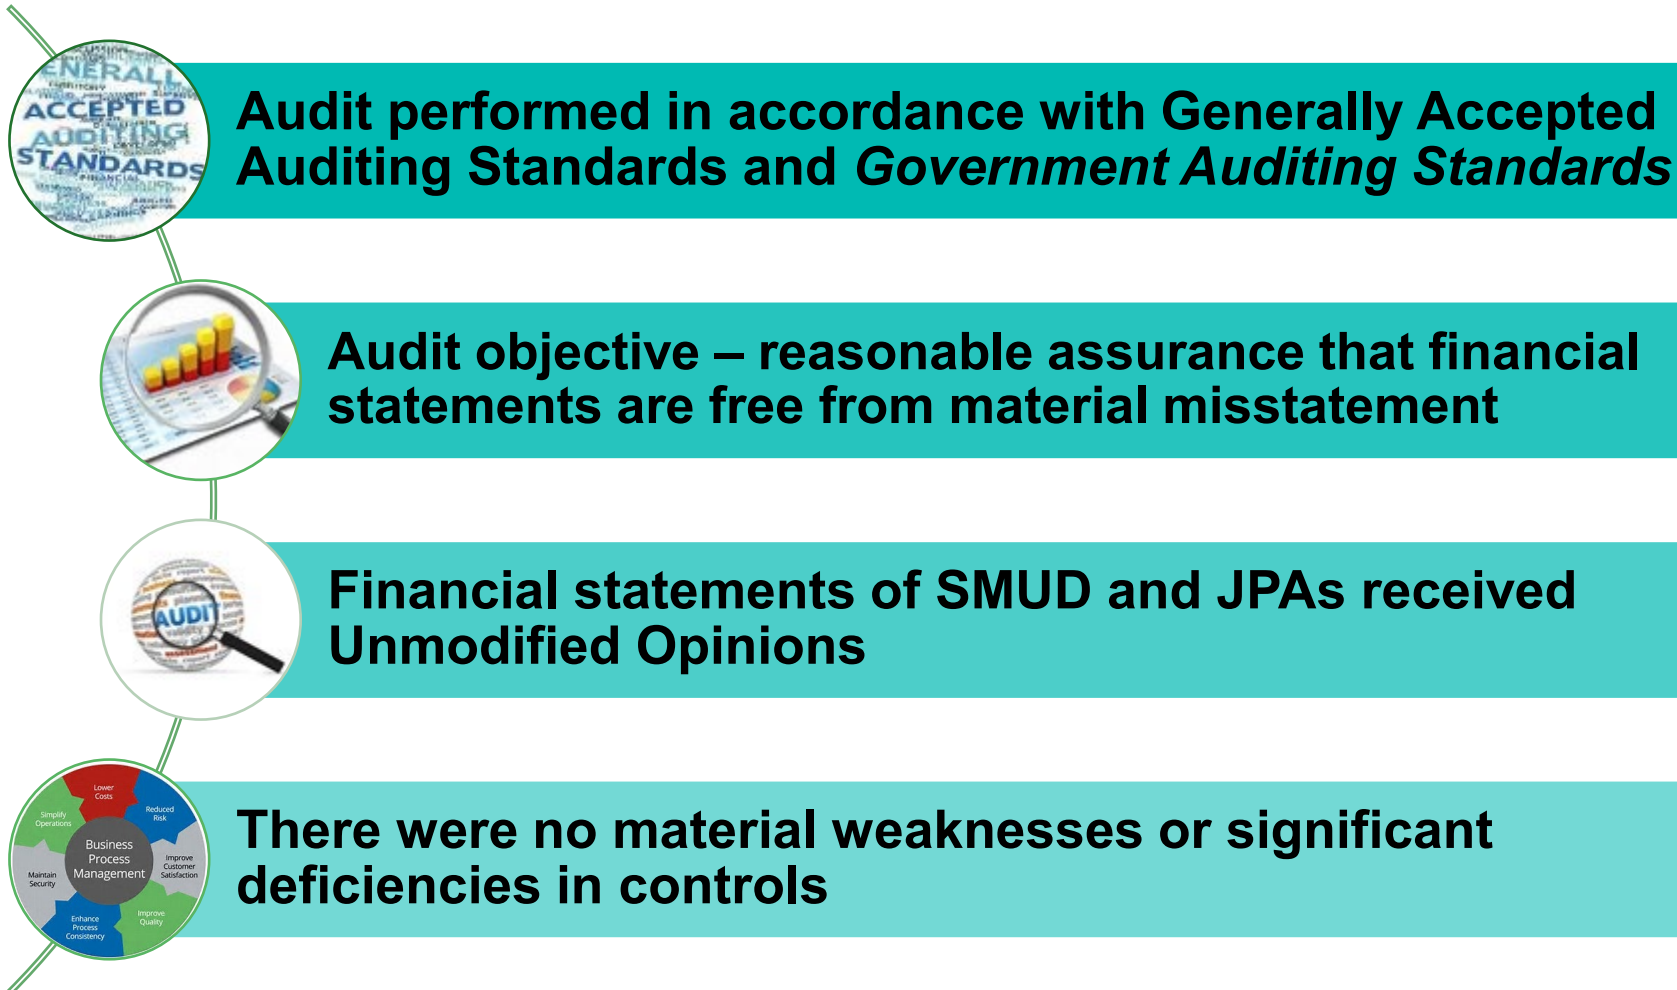 ENERALL
ACCEPTED
AUDITING
STANDARDS
FINANCIAL
Audit performed in accordance with Generally Accepted
Auditing Standards and Government Auditing Standards
Audit objective – reasonable assurance that financial
statements are free from material misstatement
AUDIT
Financial statements of SMUD and JPAs received
Unmodified Opinions
Lower
Costs
Reduced
Risk
Improve
Customer
Satisfaction
Improve
Quality
Enhance
Process
Consistency
Maintain
Security
Simplify
Operations
Business
Process
Management
There were no material weaknesses or significant
deficiencies in controls